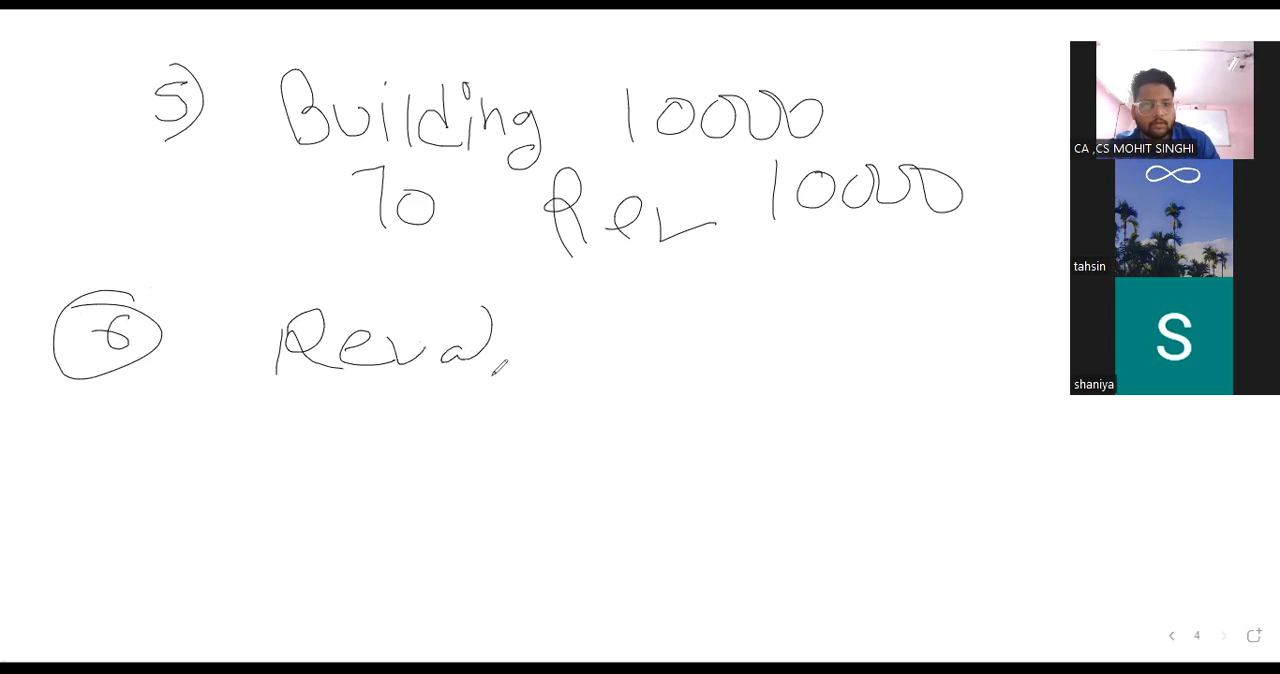 5) Building 10000
To Rev 10000
6 Reval
CA ,CS MOHIT SINGHI
tahsin
S
shaniya
4